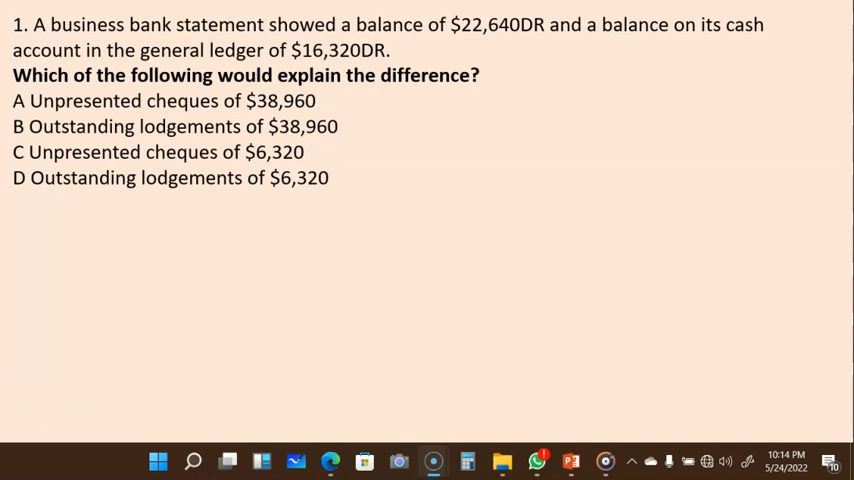 1. A business bank statement showed a balance of $22,640DR and a balance on its cash
account in the general ledger of $16,320DR.
Which of the following would explain the difference?
A Unpresented cheques of $38,960
B Outstanding lodgements of $38,960
C Unpresented cheques of $6,320
D Outstanding lodgements of $6,320
10:14 PM
5/24/2022
10